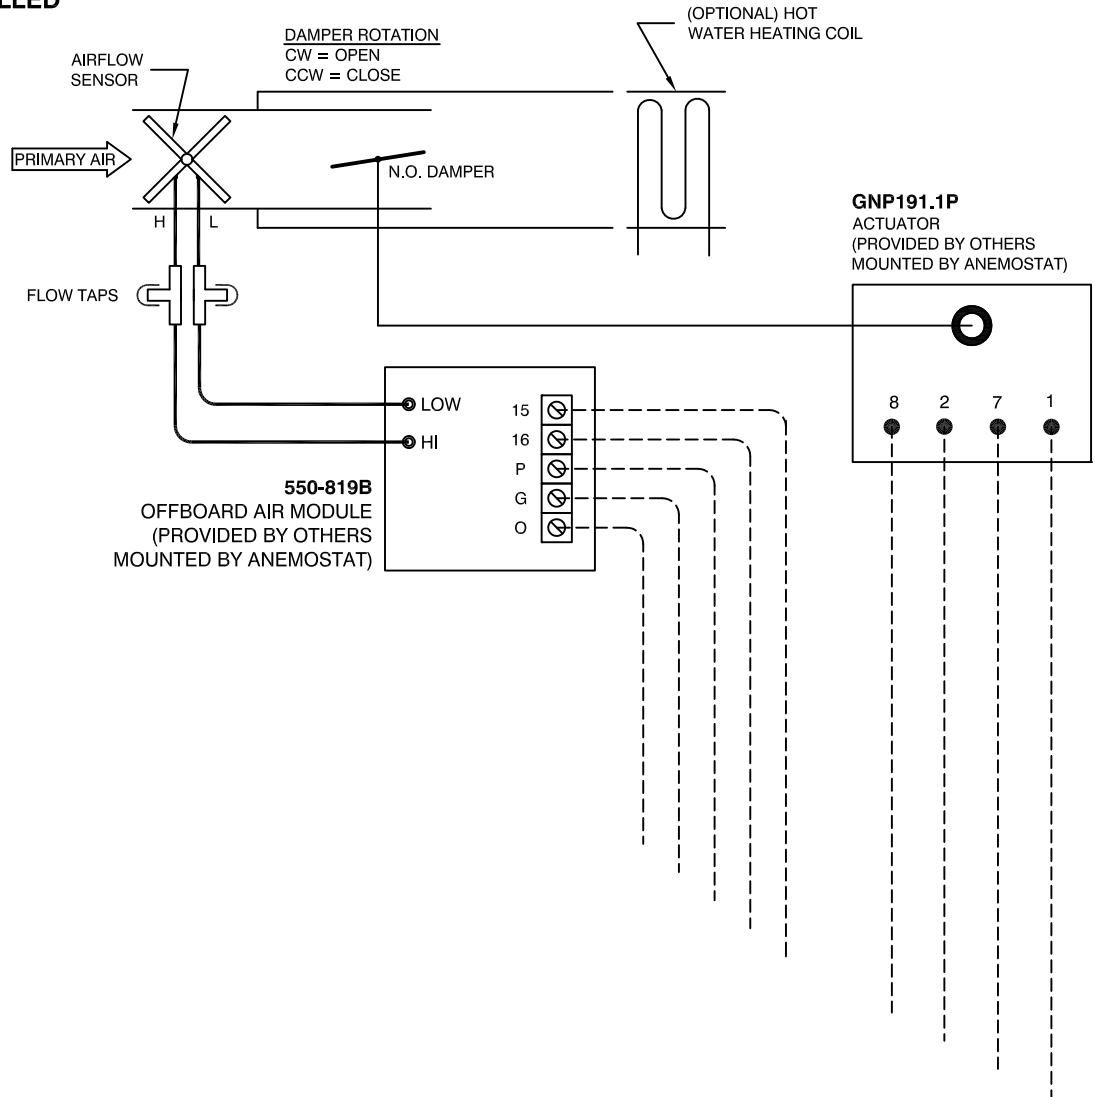 (OPTIONAL) HOT
WATER HEATING COIL
DAMPER ROTATION
CW = OPEN
CCW = CLOSE
AIRFLOW
SENSOR
PRIMARY AIR
N.O. DAMPER
H L
GNP191.1P
ACTUATOR
(PROVIDED BY OTHERS
MOUNTED BY ANEMOSTAT)
FLOW TAPS
8 2 7 1
LOW
HI
15
16
P
G
O
550-819B
OFFBOARD AIR MODULE
(PROVIDED BY OTHERS
MOUNTED BY ANEMOSTAT)